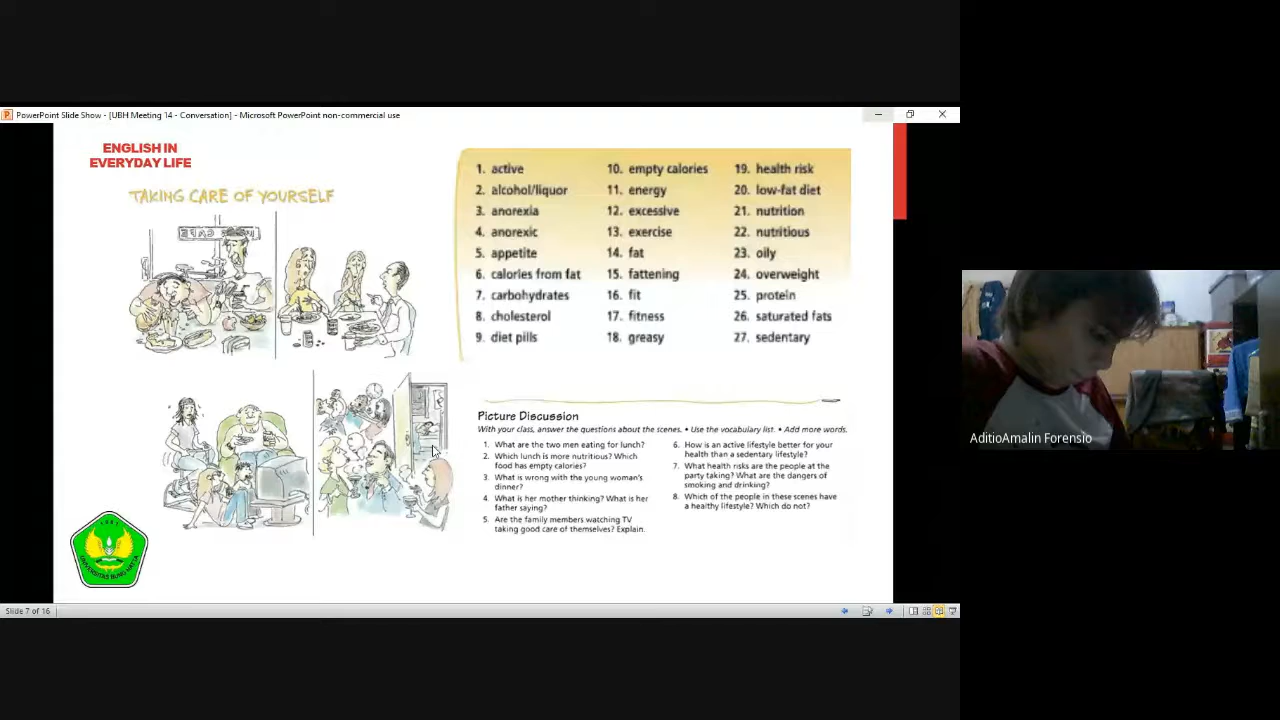 PowerPoint Slide Show - [UBH Meeting 14 - Conversation] - Microsoft PowerPoint non-commercial use
ENGLISH IN
EVERYDAY LIFE
TAKING CARE OF YOURSELF
1. active
2. alcohol/liquor
3. anorexia
4. anorexic
5. appetite
6. calories from fat
7. carbohydrates
8. cholesterol
9. diet pills
10. empty calories
11. energy
12. excessive
13. exercise
14. fat
15. fattening
16. fit
17. fitness
18. greasy
19. health risk
20. low-fat diet
21. nutrition
22. nutritious
23. oily
24. overweight
25. protein
26. saturated fats
27. sedentary
Picture Discussion
With your class, answer the questions about the scenes. • Use the vocabulary list. • Add more words.
1. What are the two men eating for lunch?
2. Which lunch is more nutritious? Which
food has empty calories?
3. What is wrong with the young woman's
dinner?
4. What is her mother thinking? What is her
father saying?
5. Are the family members watching TV
taking good care of themselves? Explain.
6. How is an active lifestyle better for your
health than a sedentary lifestyle?
7. What health risks are the people at the
party taking? What are the dangers of
smoking and drinking?
8. Which of the people in these scenes have
a healthy lifestyle? Which do not?
UNIVERSITAS BUNG HATTA
Slide 7 of 16
AditioAmalin Forensio